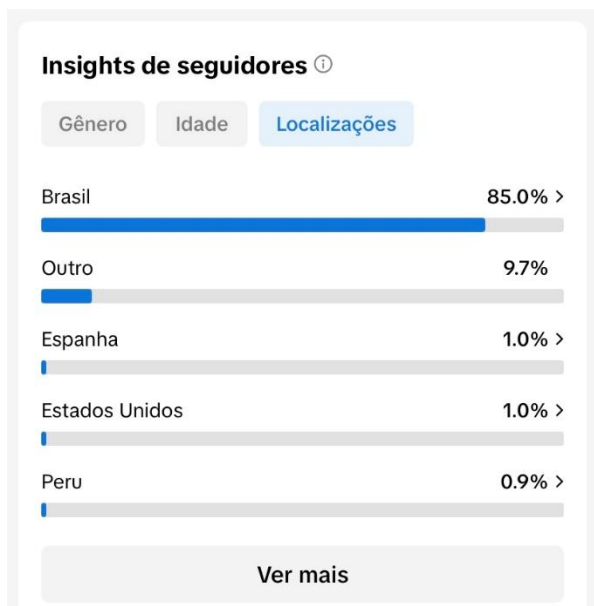 Insights de seguidores ⓘ
Gênero Idade Localizações
Brasil 85.0% >
Outro 9.7%
Espanha 1.0% >
Estados Unidos 1.0% >
Peru 0.9% >
Ver mais